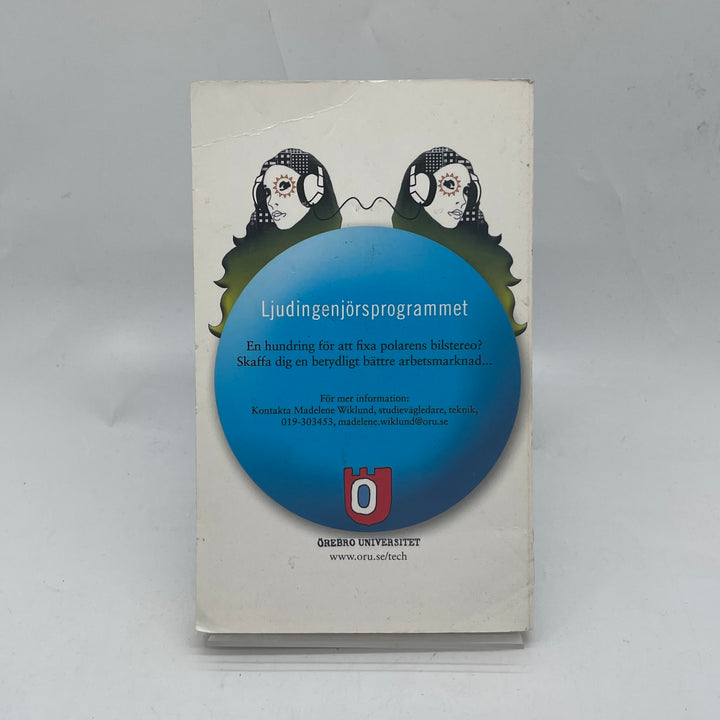 Ljudingenjörsprogrammet
En hundring för att fixa polarens bilstereo?
Skaffa dig en betydligt bättre arbetsmarknad...
För mer information:
Kontakta Madelene Wiklund, studievägledare, teknik,
019-303453, madelene.wiklund@oru.se
Ö
ÖREBRO UNIVERSITET
www.oru.se/tech